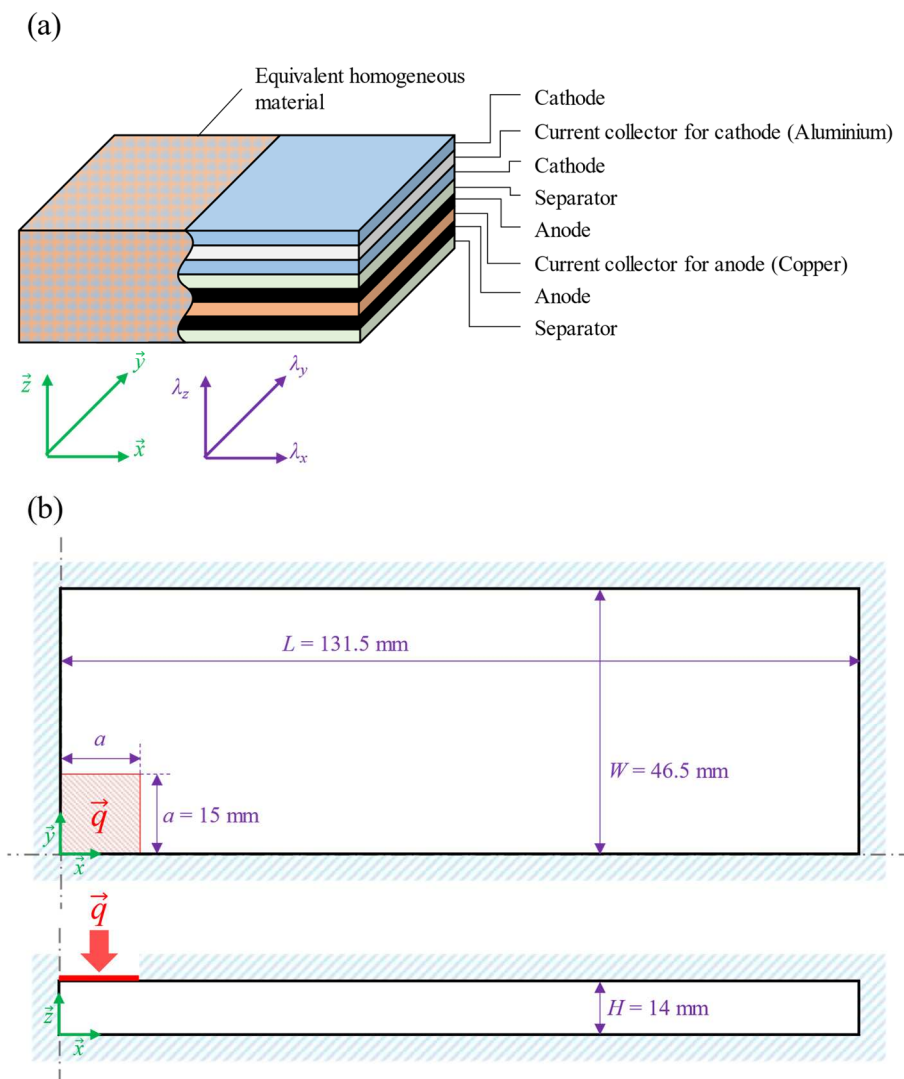 (a)
Equivalent homogeneous
material
Cathode
Current collector for cathode (Aluminium)
Cathode
Separator
Anode
Current collector for anode (Copper)
Anode
Separator
z⃗
y⃗
x⃗
λz
λy
λx
(b)
L = 131.5 mm
a
W = 46.5 mm
a = 15 mm
q⃗
y⃗
x⃗
q⃗
H = 14 mm
z⃗
x⃗